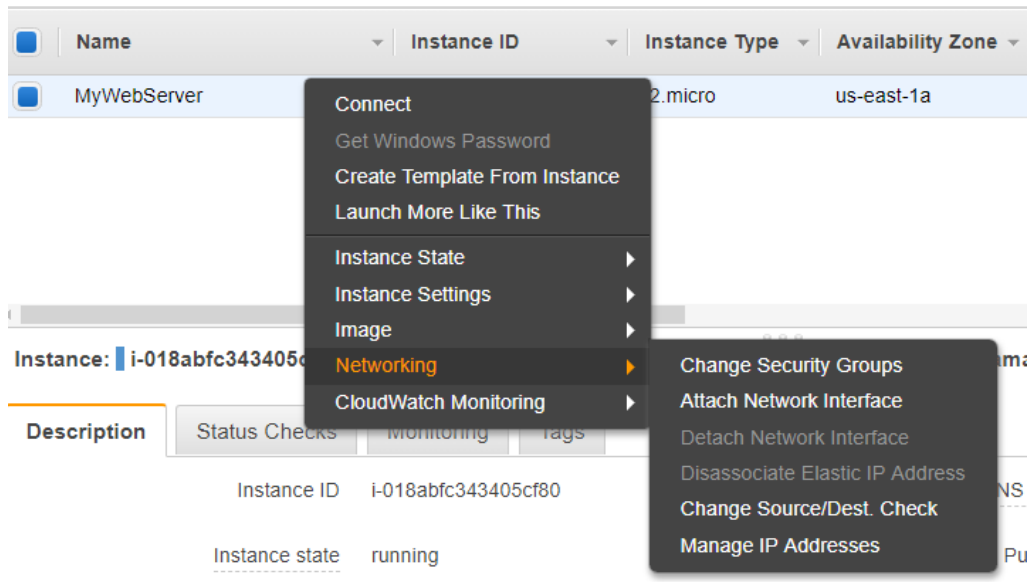 Name Instance ID Instance Type Availability Zone
MyWebServer 2.micro us-east-1a
Connect
Get Windows Password
Create Template From Instance
Launch More Like This
Instance State
Instance Settings
Image
Networking
CloudWatch Monitoring
Change Security Groups
Attach Network Interface
Detach Network Interface
Disassociate Elastic IP Address
Change Source/Dest. Check
Manage IP Addresses
Instance: i-018abfc343405c
Description Status Checks Monitoring Tags
Instance ID i-018abfc343405cf80 NS
Instance state running Pu